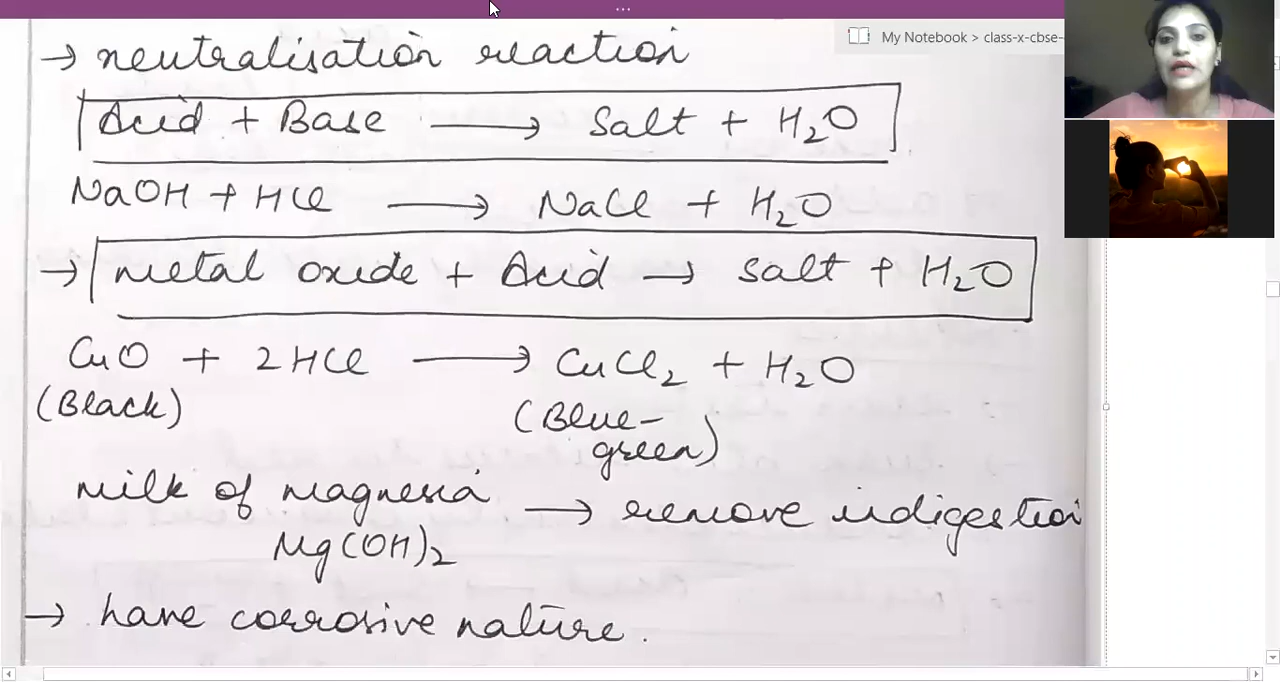 My Notebook > class-x-cbse-
→ neutralisation reaction
Acid + Base → Salt + H₂O
NaOH + HCl → NaCl + H₂O
→ Metal oxide + Acid → Salt + H₂O
CuO + 2HCl → CuCl₂ + H₂O
(Black) (Blue-
green)
milk of magnesia → remove indigestion
Mg(OH)₂
→ have corrosive nature.